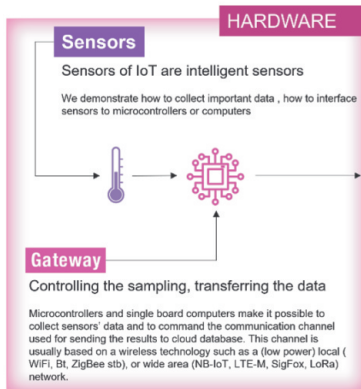 HARDWARE
Sensors
Sensors of IoT are intelligent sensors
We demonstrate how to collect important data , how to interface
sensors to microcontrollers or computers
Gateway
Controlling the sampling, transferring the data
Microcontrollers and single board computers make it possible to
collect sensors' data and to command the communication channel
used for sending the results to cloud database. This channel is
usually based on a wireless technology such as a (low power) local (
WiFi, Bt, ZigBee stb), or wide area (NB-IoT, LTE-M, SigFox, LoRa)
network.